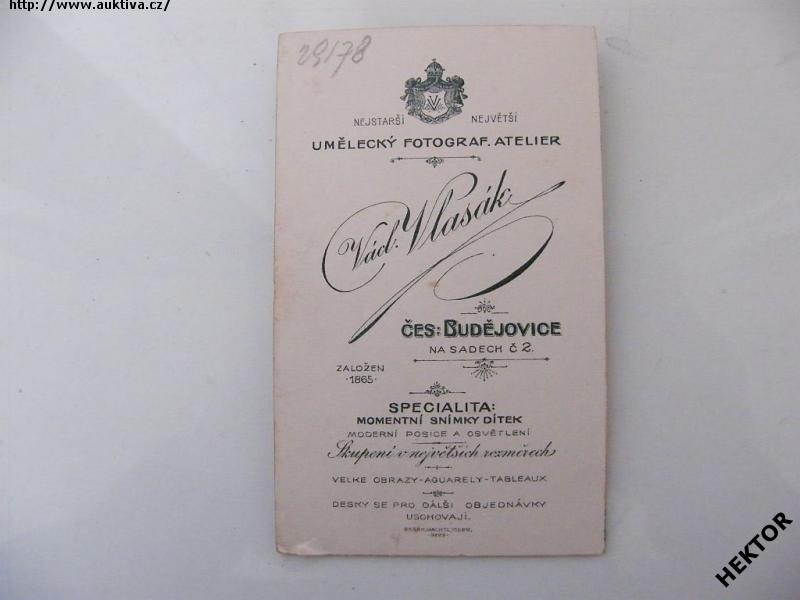 http://www.auktiva.cz/
29178
NEJSTARŠÍ NEJVĚTŠÍ
UMĚLECKÝ FOTOGRAF. ATELIER
Vád. Vlasák
ČES: BUDĚJOVICE
NA SADECH Č 2.
ZALOŽEN
·1865·
SPECIALITA:
MOMENTNÍ SNÍMKY DÍTEK
MODERNÍ POSICE A OSVĚTLENÍ
Skupení v největších rozměrech
VELKÉ OBRAZY-AQUARELY-TABLEAUX
DESKY SE PRO DALŠÍ OBJEDNÁVKY
USCHOVAJÍ.
HEKTOR